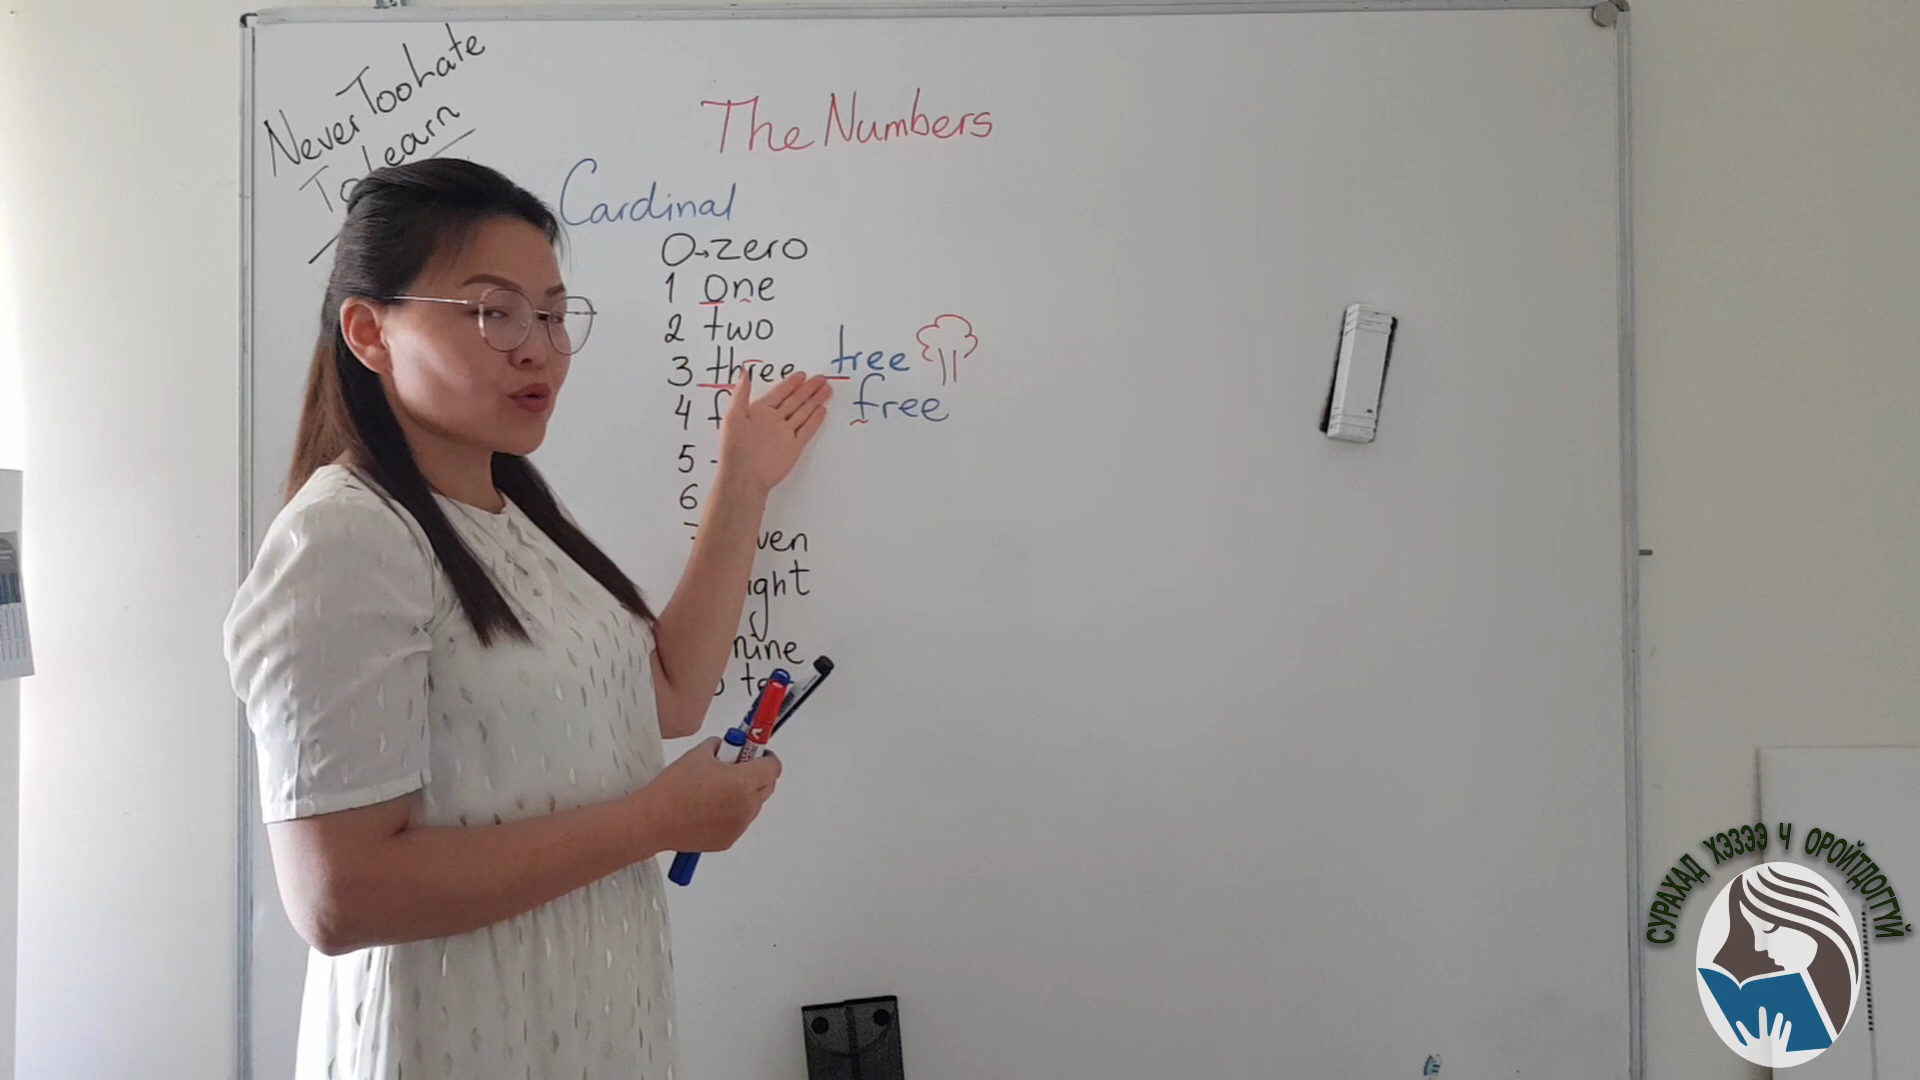 Never Too Late
To Learn
The Numbers
Cardinal
0→zero
1 one
2 two
3 three tree
4 f free
5
6
ven
ight
nine
СУРАХАД ХЭЗЭЭ Ч ОРОЙТДОГГҮЙ